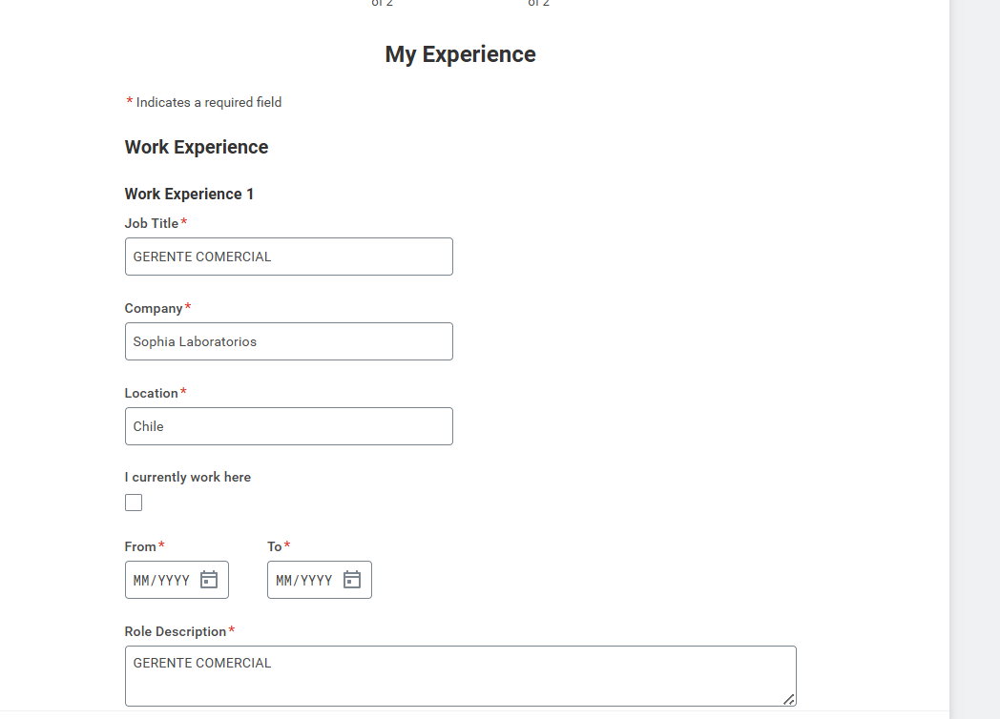 of 2 of 2
My Experience
* Indicates a required field
Work Experience
Work Experience 1
Job Title*
GERENTE COMERCIAL
Company*
Sophia Laboratorios
Location*
Chile
I currently work here
From* To*
MM/YYYY MM/YYYY
Role Description*
GERENTE COMERCIAL